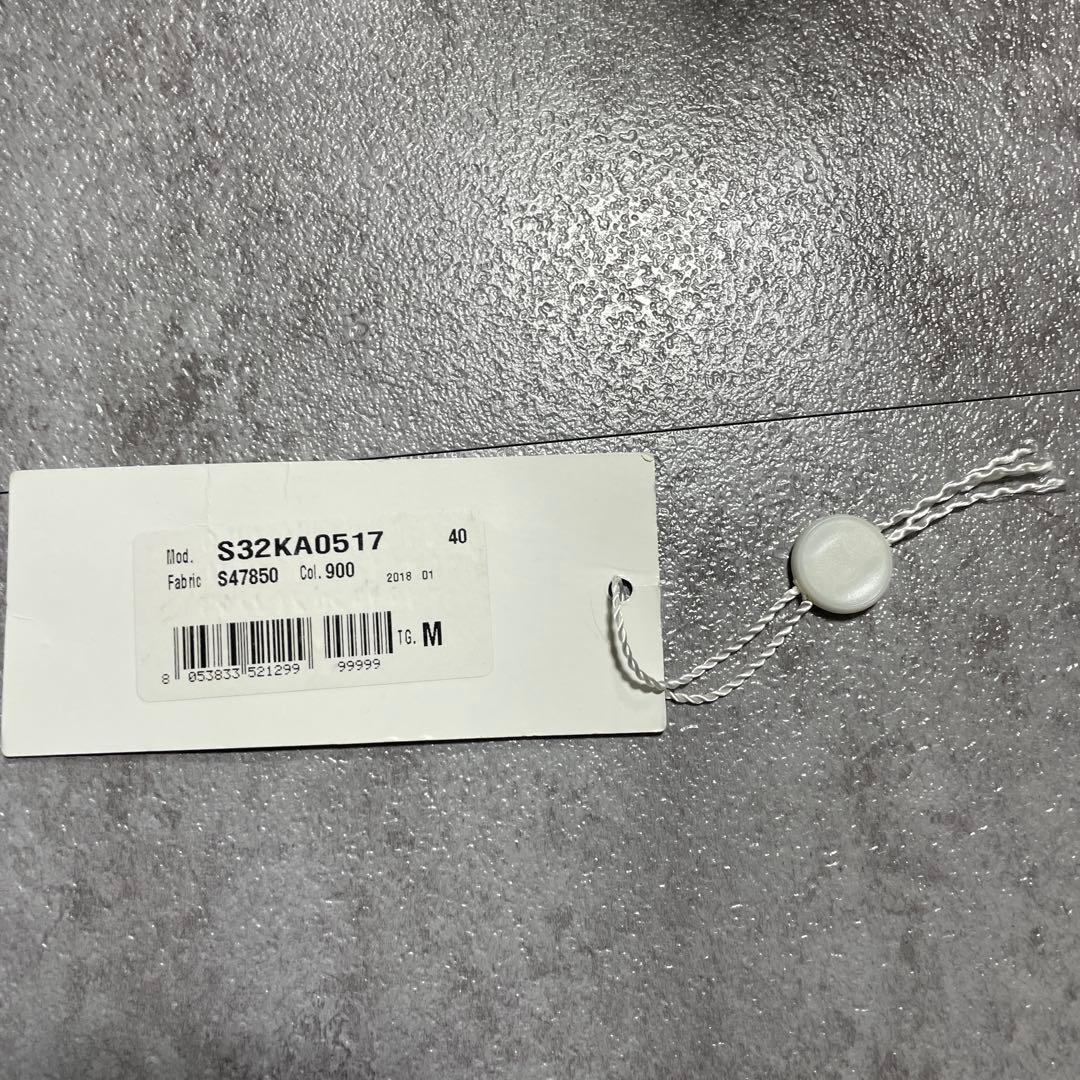 Mod. S32KA0517 40
Fabric S47850 Col. 900 2018 01
TG. M
8 053833 521299 99999